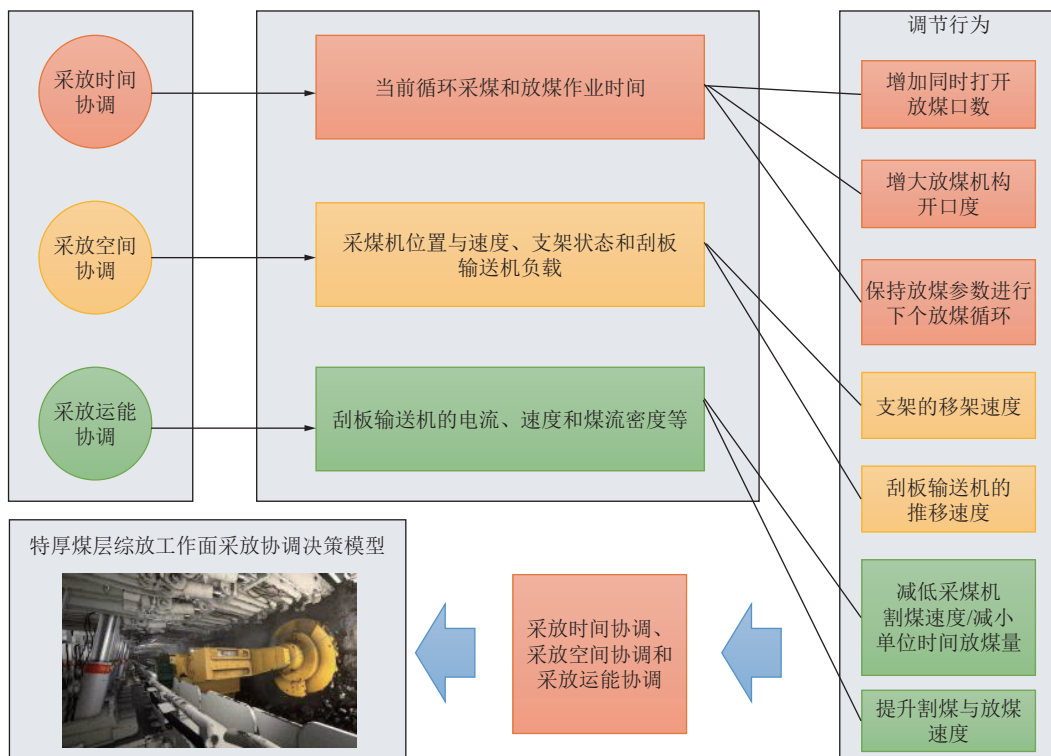 采放时间
协调
当前循环采煤和放煤作业时间
采放空间
协调
采煤机位置与速度、支架状态和刮板
输送机负载
采放运能
协调
刮板输送机的电流、速度和煤流密度等
调节行为
增加同时打开
放煤口数
增大放煤机构
开口度
保持放煤参数进行
下个放煤循环
支架的移架速度
刮板输送机的
推移速度
减低采煤机
割煤速度/减小
单位时间放煤量
提升割煤与放煤
速度
采放时间协调、
采放空间协调和
采放运能协调
特厚煤层综放工作面采放协调决策模型